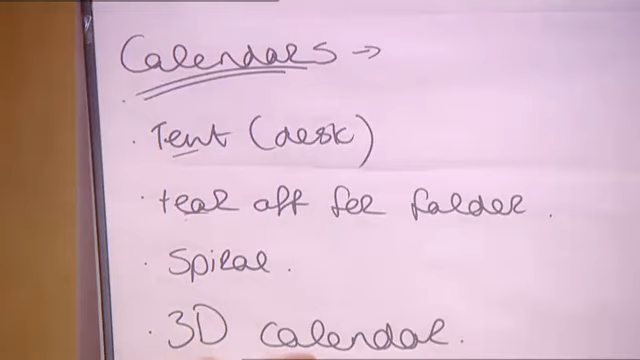 Calendars →
· Tent (desk)
· tear off for folder.
· Spiral.
· 3D calendar.